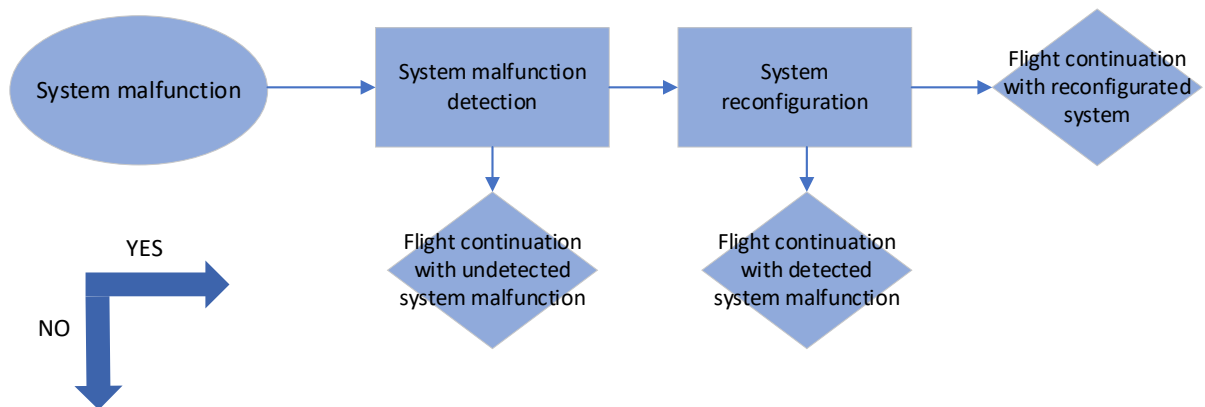 System malfunction
System malfunction
detection
System
reconfiguration
Flight continuation
with reconfigurated
system
Flight continuation
with undetected
system malfunction
Flight continuation
with detected
system malfunction
YES
NO